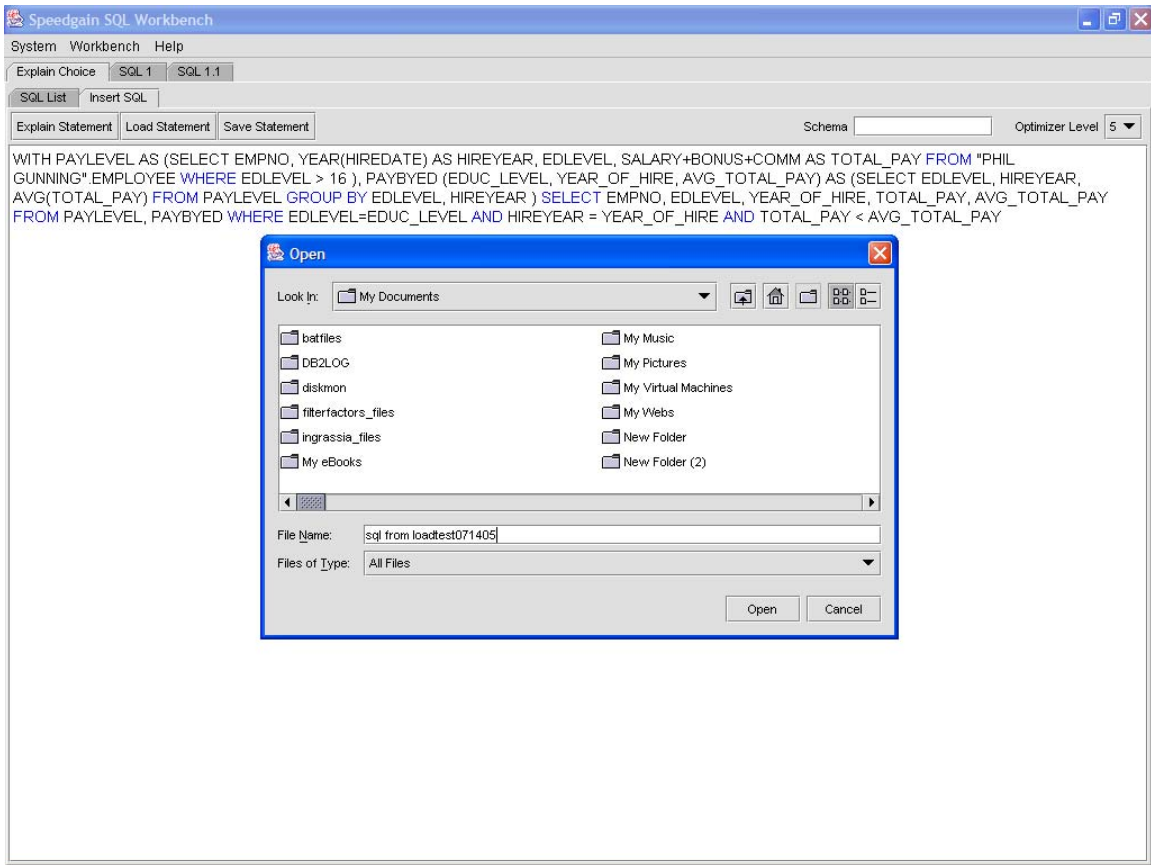 Speedgain SQL Workbench
System Workbench Help
Explain Choice SQL 1 SQL 1.1
SQL List Insert SQL
Explain Statement Load Statement Save Statement Schema Optimizer Level 5
WITH PAYLEVEL AS (SELECT EMPNO, YEAR(HIREDATE) AS HIREYEAR, EDLEVEL, SALARY+BONUS+COMM AS TOTAL_PAY FROM "PHIL
GUNNING".EMPLOYEE WHERE EDLEVEL > 16 ), PAYBYED (EDUC_LEVEL, YEAR_OF_HIRE, AVG_TOTAL_PAY) AS (SELECT EDLEVEL, HIREYEAR,
AVG(TOTAL_PAY) FROM PAYLEVEL GROUP BY EDLEVEL, HIREYEAR ) SELECT EMPNO, EDLEVEL, YEAR_OF_HIRE, TOTAL_PAY, AVG_TOTAL_PAY
FROM PAYLEVEL, PAYBYED WHERE EDLEVEL=EDUC_LEVEL AND HIREYEAR = YEAR_OF_HIRE AND TOTAL_PAY < AVG_TOTAL_PAY
Open
Look In: My Documents
batfiles My Music
DB2LOG My Pictures
diskmon My Virtual Machines
filterfactors_files My Webs
ingrassia_files New Folder
My eBooks New Folder (2)
File Name: sql from loadtest071405
Files of Type: All Files
Open Cancel